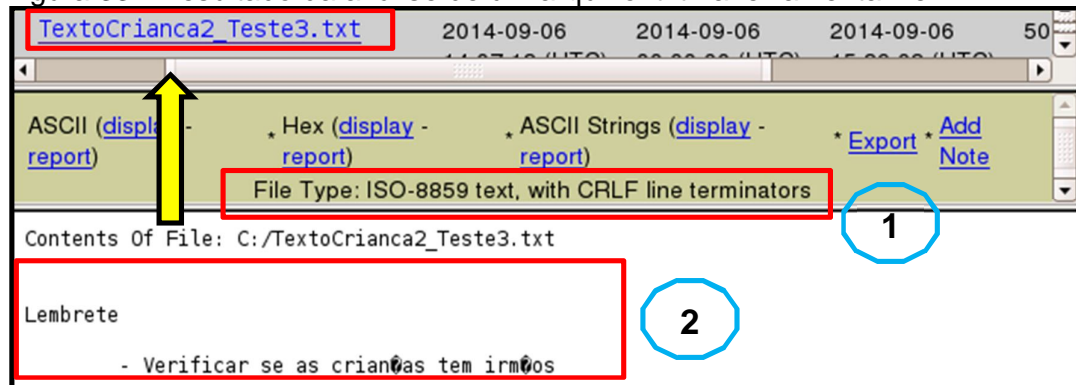 TextoCrianca2_Teste3.txt 2014-09-06 2014-09-06 2014-09-06 50
ASCII (display - * Hex (display - * ASCII Strings (display - * Export * Add
report) report) report) Note
File Type: ISO-8859 text, with CRLF line terminators
1
Contents Of File: C:/TextoCrianca2_Teste3.txt
Lembrete
2
- Verificar se as crian�as tem irm�os